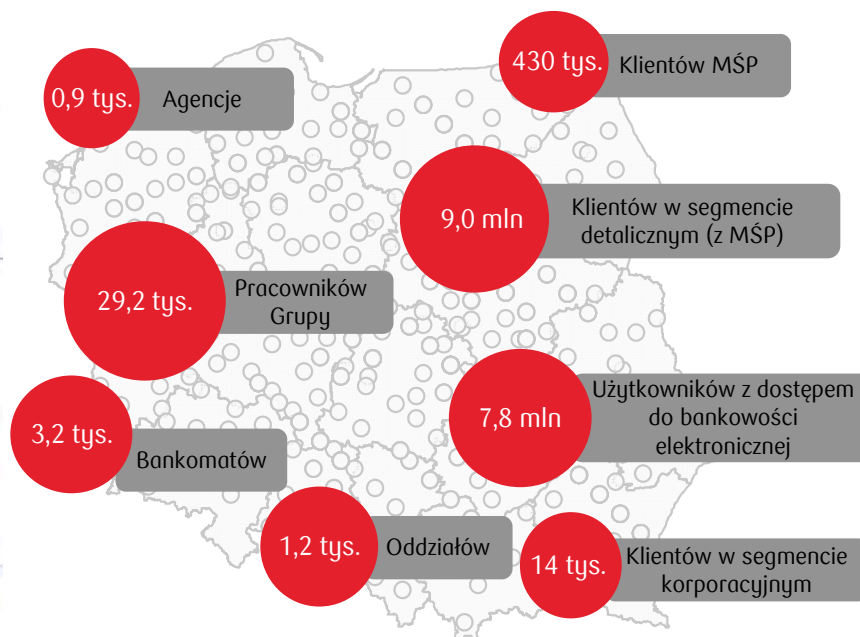 0,9 tys.
Agencje
430 tys.
Klientów MŚP
9,0 mln
Klientów w segmencie
detalicznym (z MŚP)
29,2 tys.
Pracowników
Grupy
7,8 mln
Użytkowników z dostępem
do bankowości
elektronicznej
3,2 tys.
Bankomatów
1,2 tys.
Oddziałów
14 tys.
Klientów w segmencie
korporacyjnym